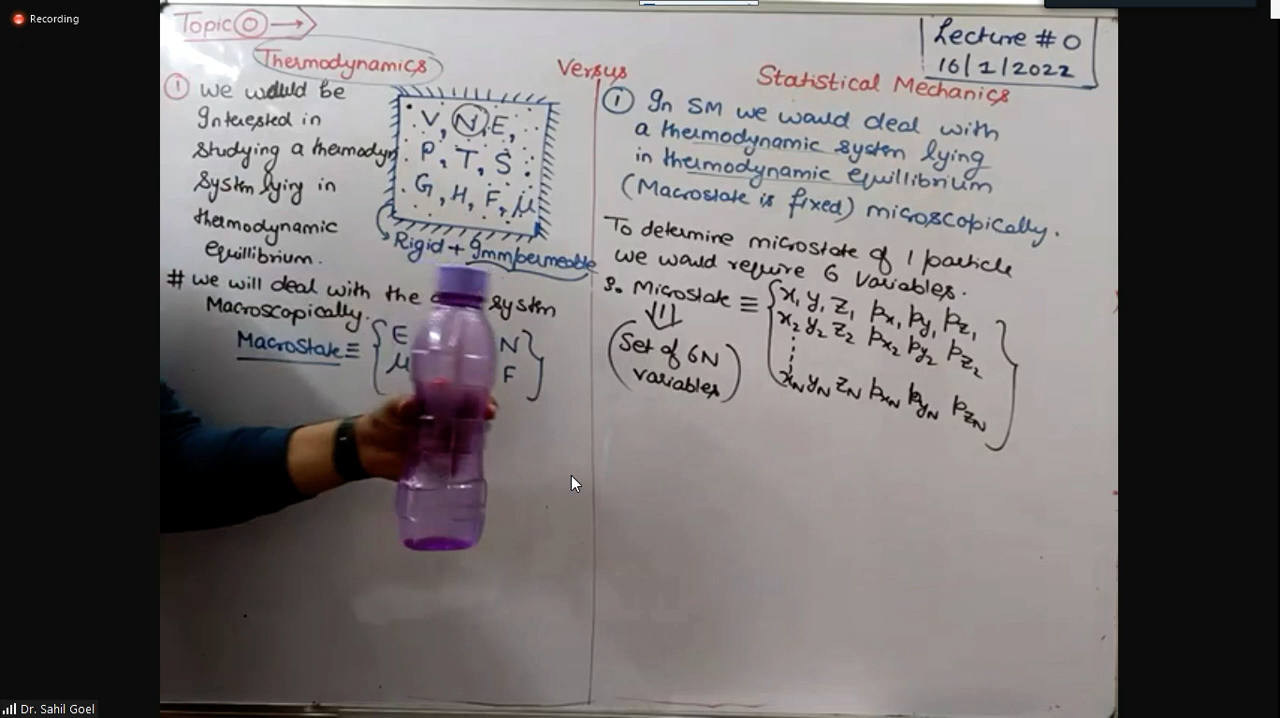 Recording
Topic 0 →
Lecture # 0
16/1/2022
Thermodynamics
Versus
Statistical Mechanics
① we would be
Interested in
studying a thermodyn
system lying in
thermodynamic
equillibrium.
V, N, E,
P, T, S
G, H, F, μ
Rigid + Immpermeable
# we will deal with the system
Macroscopically.
Macrostate ≡ { E N
μ F }
① In SM we would deal with
a thermodynamic system lying
in thermodynamic equillibrium
(Macrostate is fixed) microscopically.
To determine microstate of 1 particle
we would require 6 variables.
So Microstate ≡ { x₁ y₁ z₁ px₁ py₁ pz₁
x₂ y₂ z₂ px₂ py₂ pz₂
xN yN zN pxN pyN pzN }
(Set of 6N
variables)
Dr. Sahil Goel